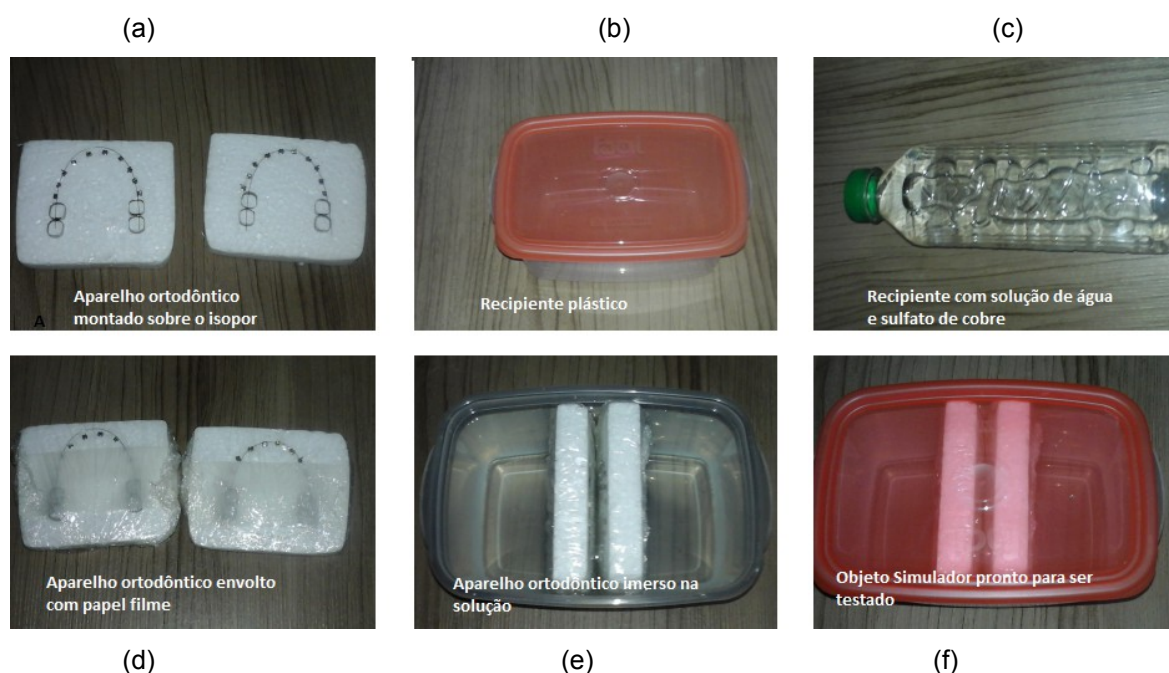 (a)
(b)
(c)
Aparelho ortodôntico
montado sobre o isopor
A
Recipiente plástico
Recipiente com solução de água
e sulfato de cobre
Aparelho ortodôntico envolto
com papel filme
Aparelho ortodôntico imerso na
solução
Objeto Simulador pronto para ser
testado
(d)
(e)
(f)